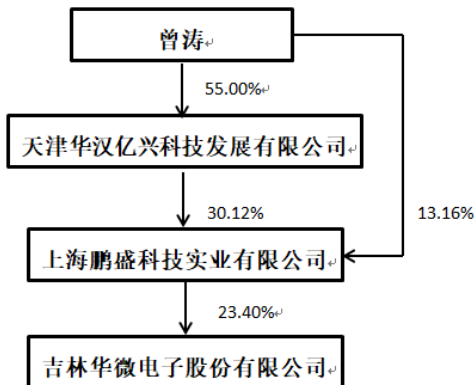 曾涛
55.00%
天津华汉亿兴科技发展有限公司
30.12%
13.16%
上海鹏盛科技实业有限公司
23.40%
吉林华微电子股份有限公司